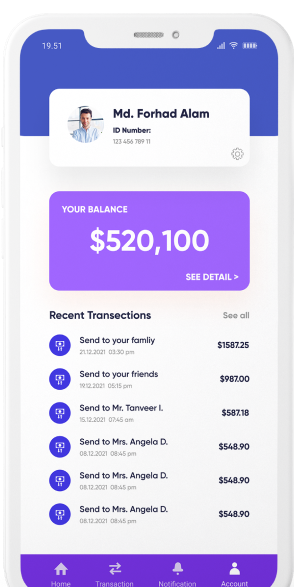 19.51
Md. Forhad Alam
ID Number:
123 456 789 11
YOUR BALANCE
$520,100
SEE DETAIL >
Recent Transections See all
Send to your famliy $1587.25
21.12.2021 03:30 pm
Send to your friends $987.00
19.12.2021 05:15 pm
Send to Mr. Tanveer I. $587.18
15.12.2021 07:45 am
Send to Mrs. Angela D. $548.90
08.12.2021 08:45 pm
Send to Mrs. Angela D. $548.90
08.12.2021 08:45 pm
Send to Mrs. Angela D. $548.90
08.12.2021 08:45 pm
Home Transaction Notification Account